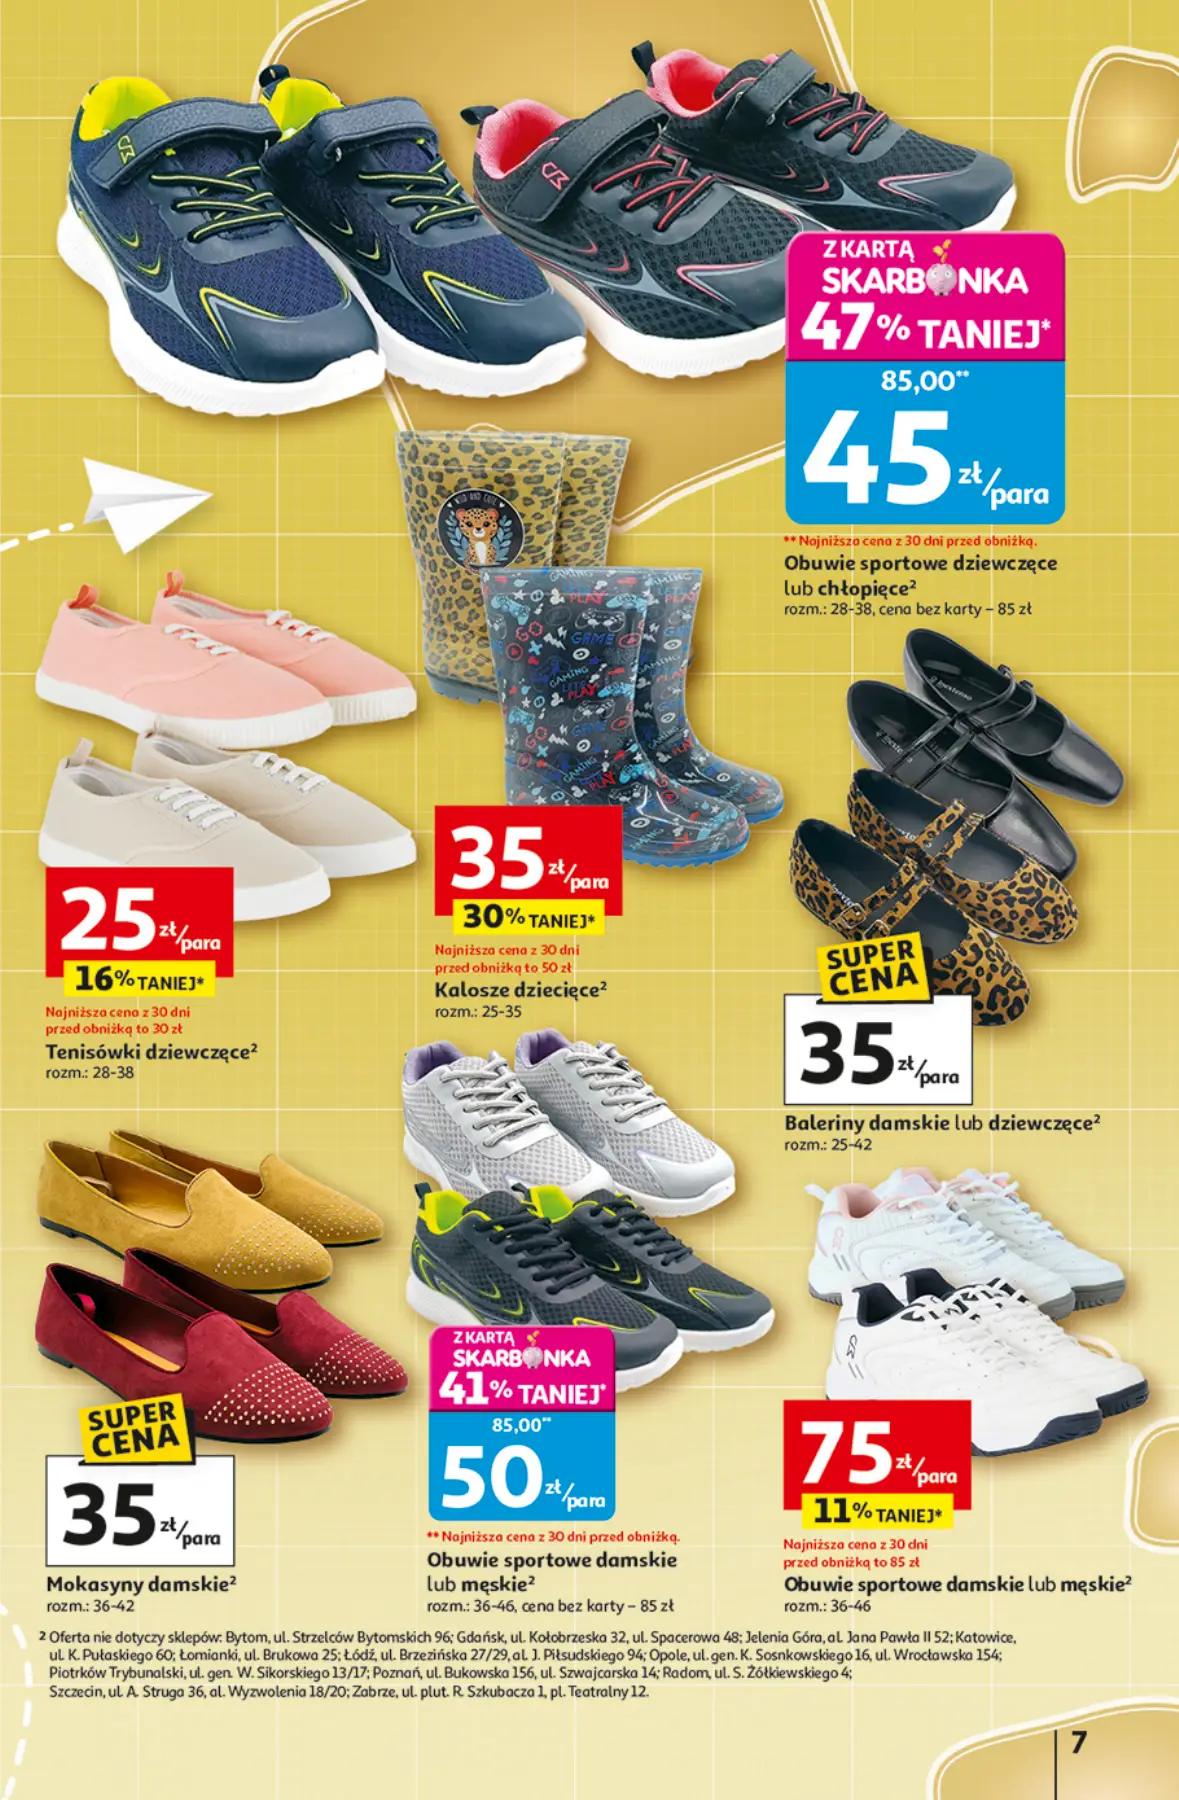 Z KARTĄ
SKARBONKA
47% TANIEJ*
85,00**
45 zł/para
** Najniższa cena z 30 dni przed obniżką.
Obuwie sportowe dziewczęce
lub chłopięce²
rozm.: 28-38, cena bez karty – 85 zł
WILD AND CUTE
GAME
GAMING
LET'S
PLAY
bextenso
25 zł/para
16% TANIEJ*
Najniższa cena z 30 dni
przed obniżką to 30 zł
Tenisówki dziewczęce²
rozm.: 28-38
35 zł/para
30% TANIEJ*
Najniższa cena z 30 dni
przed obniżką to 50 zł
Kalosze dziecięce²
rozm.: 25-35
SUPER
CENA
35 zł/para
Baleriny damskie lub dziewczęce²
rozm.: 25-42
SUPER
CENA
35 zł/para
Mokasyny damskie²
rozm.: 36-42
Z KARTĄ
SKARBONKA
41% TANIEJ*
85,00**
50 zł/para
** Najniższa cena z 30 dni przed obniżką.
Obuwie sportowe damskie
lub męskie²
rozm.: 36-46, cena bez karty – 85 zł
75 zł/para
11% TANIEJ*
Najniższa cena z 30 dni
przed obniżką to 85 zł
Obuwie sportowe damskie lub męskie²
rozm.: 36-46
² Oferta nie dotyczy sklepów: Bytom, ul. Strzelców Bytomskich 96; Gdańsk, ul. Kołobrzeska 32, ul. Spacerowa 48; Jelenia Góra, al. Jana Pawła II 52; Katowice,
ul. K. Pułaskiego 60; Łomianki, ul. Brukowa 25; Łódź, ul. Brzezińska 27/29, al. J. Piłsudskiego 94; Opole, ul. gen. K. Sosnkowskiego 16, ul. Wrocławska 154;
Piotrków Trybunalski, ul. gen. W. Sikorskiego 13/17; Poznań, ul. Bukowska 156, ul. Szwajcarska 14; Radom, ul. S. Żółkiewskiego 4;
Szczecin, ul. A. Struga 36, al. Wyzwolenia 18/20; Zabrze, ul. plut. R. Szkubacza 1, pl. Teatralny 12.
7